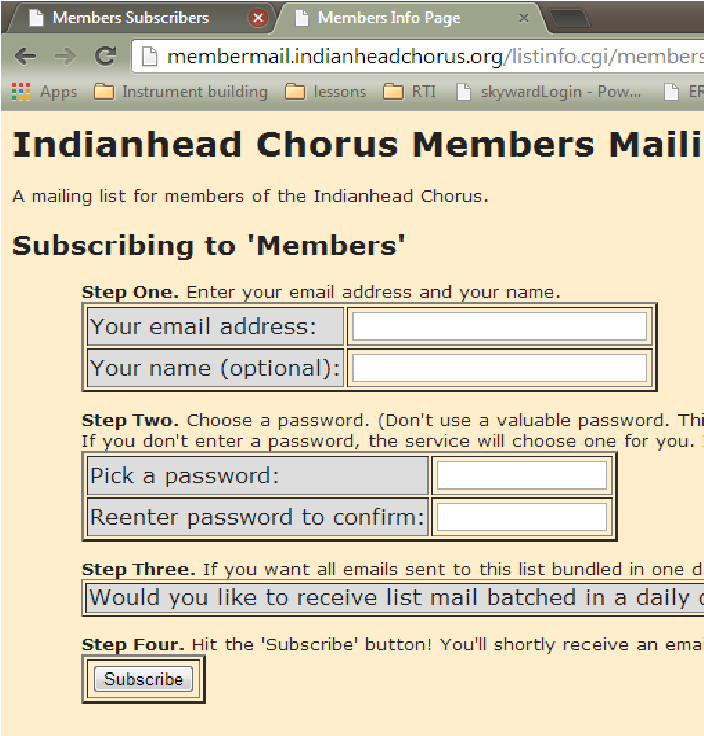 Members Subscribers
Members Info Page
membermail.indianheadchorus.org/listinfo.cgi/members
Apps Instrument building lessons RTI skywardLogin - Pow... ER
Indianhead Chorus Members Maili
A mailing list for members of the Indianhead Chorus.
Subscribing to 'Members'
Step One. Enter your email address and your name.
Your email address:
Your name (optional):
Step Two. Choose a password. (Don't use a valuable password. Thi
If you don't enter a password, the service will choose one for you.
Pick a password:
Reenter password to confirm:
Step Three. If you want all emails sent to this list bundled in one d
Would you like to receive list mail batched in a daily
Step Four. Hit the 'Subscribe' button! You'll shortly receive an emai
Subscribe